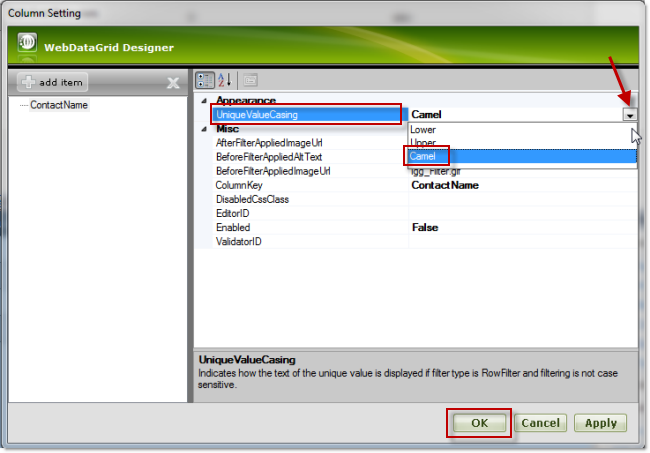 Column Setting
WebDataGrid Designer
add item
ContactName
A Z
Appearance
UniqueValueCasing Camel
Lower
Misc
Upper
AfterFilterAppliedImageUrl
Camel
BeforeFilterAppliedAltText
BeforeFilterAppliedImageUrl igg_Filter.gif
ColumnKey ContactName
DisabledCssClass
EditorID
Enabled False
ValidatorID
UniqueValueCasing
Indicates how the text of the unique value is displayed if filter type is RowFilter and filtering is not case
sensitive.
OK Cancel Apply